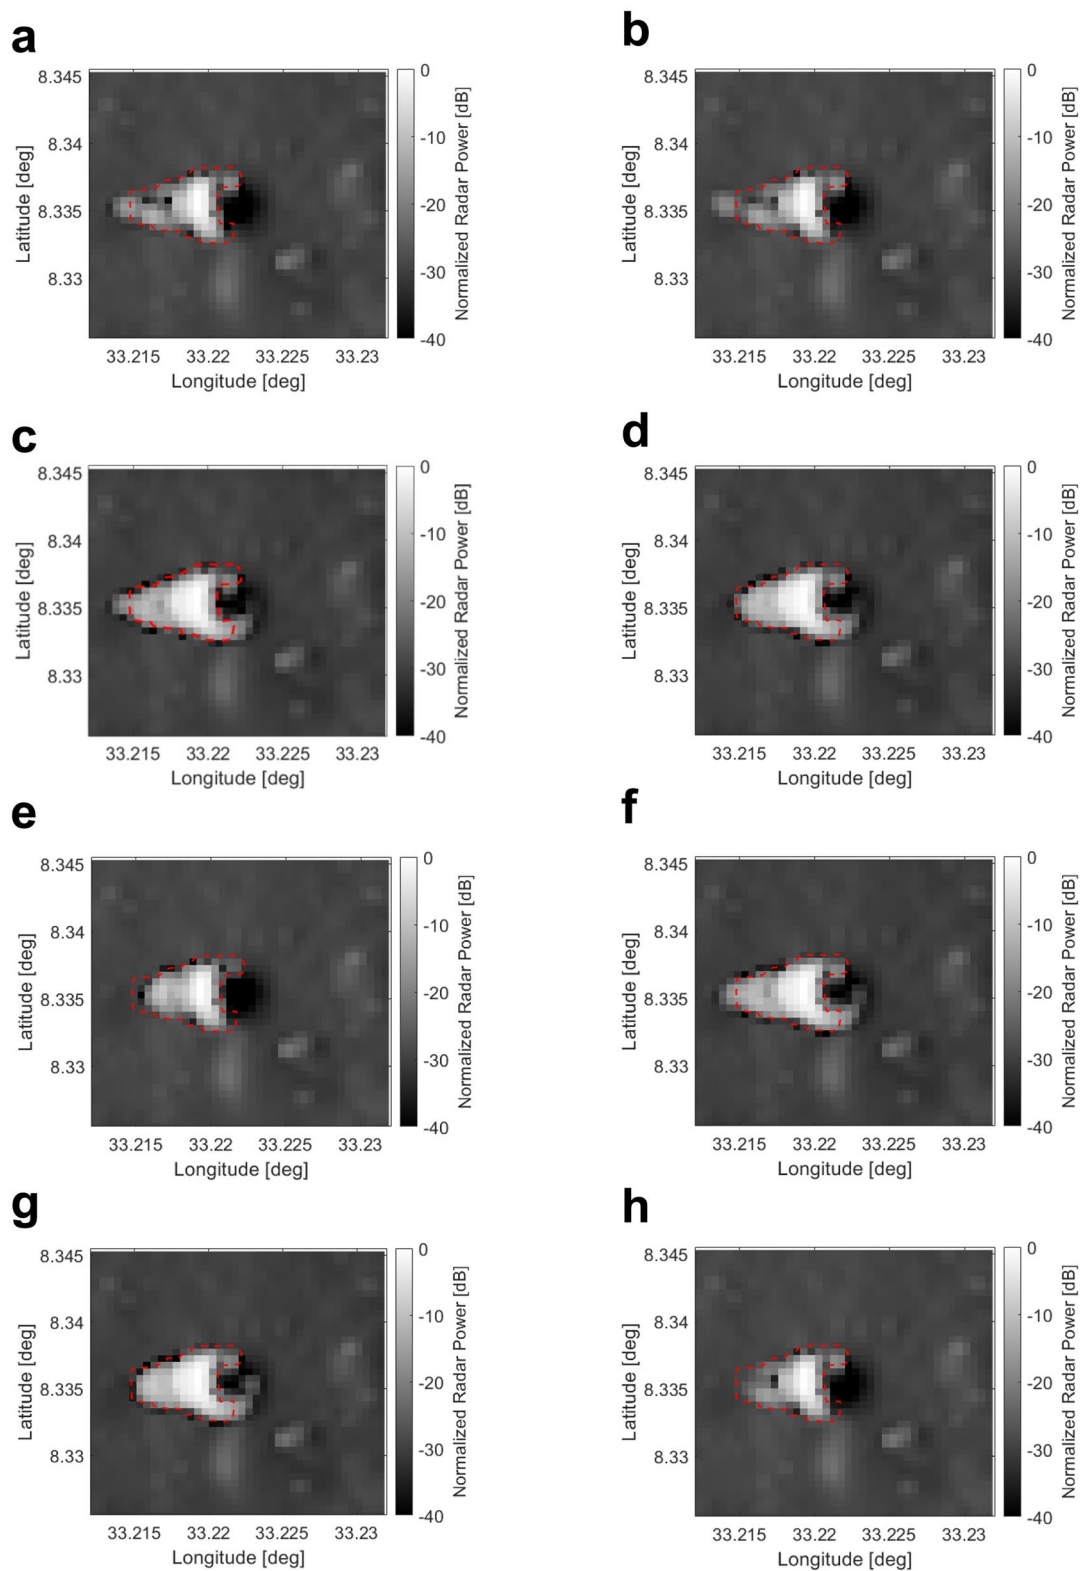 a
b
8.345
8.34
8.335
8.33
Latitude [deg]
33.215 33.22 33.225 33.23
Longitude [deg]
0
-10
-20
-30
-40
Normalized Radar Power [dB]
8.345
8.34
8.335
8.33
Latitude [deg]
33.215 33.22 33.225 33.23
Longitude [deg]
0
-10
-20
-30
-40
Normalized Radar Power [dB]
c
d
8.345
8.34
8.335
8.33
Latitude [deg]
33.215 33.22 33.225 33.23
Longitude [deg]
0
-10
-20
-30
-40
Normalized Radar Power [dB]
8.345
8.34
8.335
8.33
Latitude [deg]
33.215 33.22 33.225 33.23
Longitude [deg]
0
-10
-20
-30
-40
Normalized Radar Power [dB]
e
f
8.345
8.34
8.335
8.33
Latitude [deg]
33.215 33.22 33.225 33.23
Longitude [deg]
0
-10
-20
-30
-40
Normalized Radar Power [dB]
8.345
8.34
8.335
8.33
Latitude [deg]
33.215 33.22 33.225 33.23
Longitude [deg]
0
-10
-20
-30
-40
Normalized Radar Power [dB]
g
h
8.345
8.34
8.335
8.33
Latitude [deg]
33.215 33.22 33.225 33.23
Longitude [deg]
0
-10
-20
-30
-40
Normalized Radar Power [dB]
8.345
8.34
8.335
8.33
Latitude [deg]
33.215 33.22 33.225 33.23
Longitude [deg]
0
-10
-20
-30
-40
Normalized Radar Power [dB]